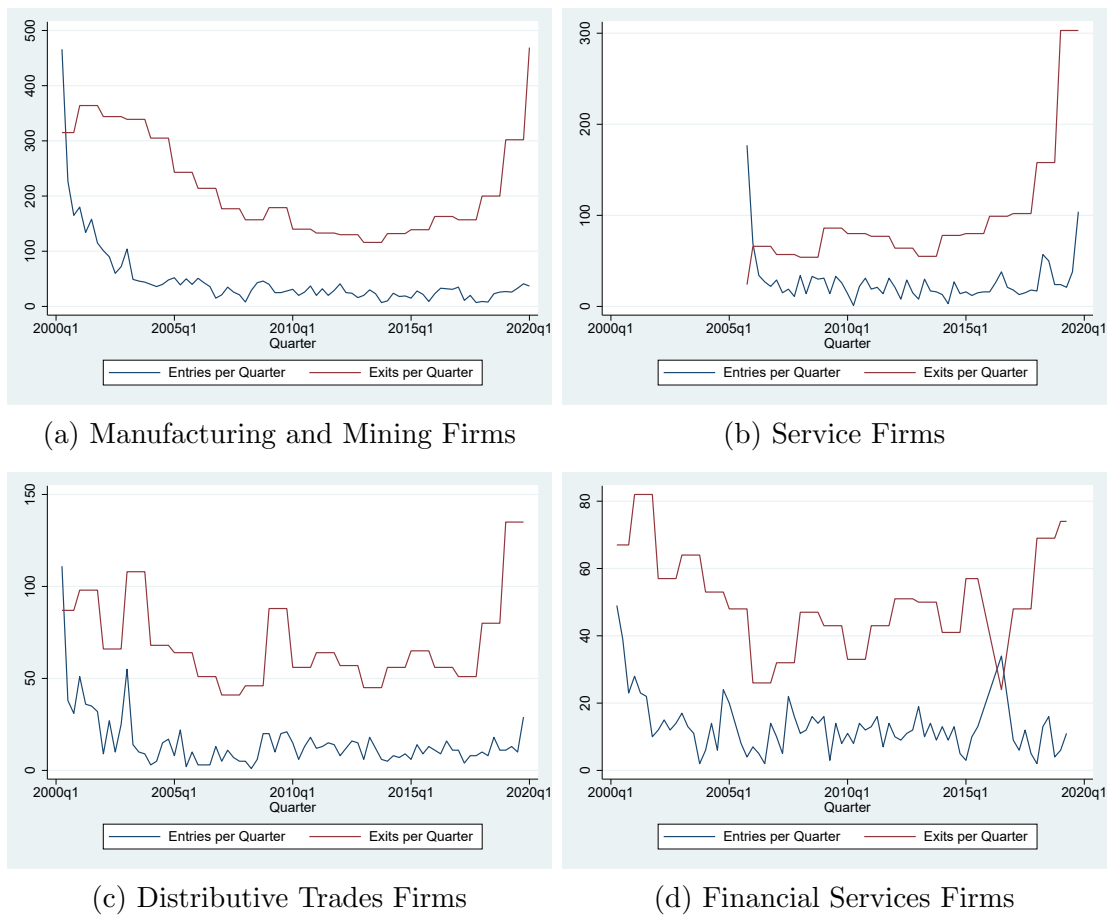 500
400
300
200
100
0
2000q1 2005q1 2010q1 2015q1 2020q1
Quarter
Entries per Quarter Exits per Quarter
(a) Manufacturing and Mining Firms
300
200
100
0
2000q1 2005q1 2010q1 2015q1 2020q1
Quarter
Entries per Quarter Exits per Quarter
(b) Service Firms
150
100
50
0
2000q1 2005q1 2010q1 2015q1 2020q1
Quarter
Entries per Quarter Exits per Quarter
(c) Distributive Trades Firms
80
60
40
20
0
2000q1 2005q1 2010q1 2015q1 2020q1
Quarter
Entries per Quarter Exits per Quarter
(d) Financial Services Firms